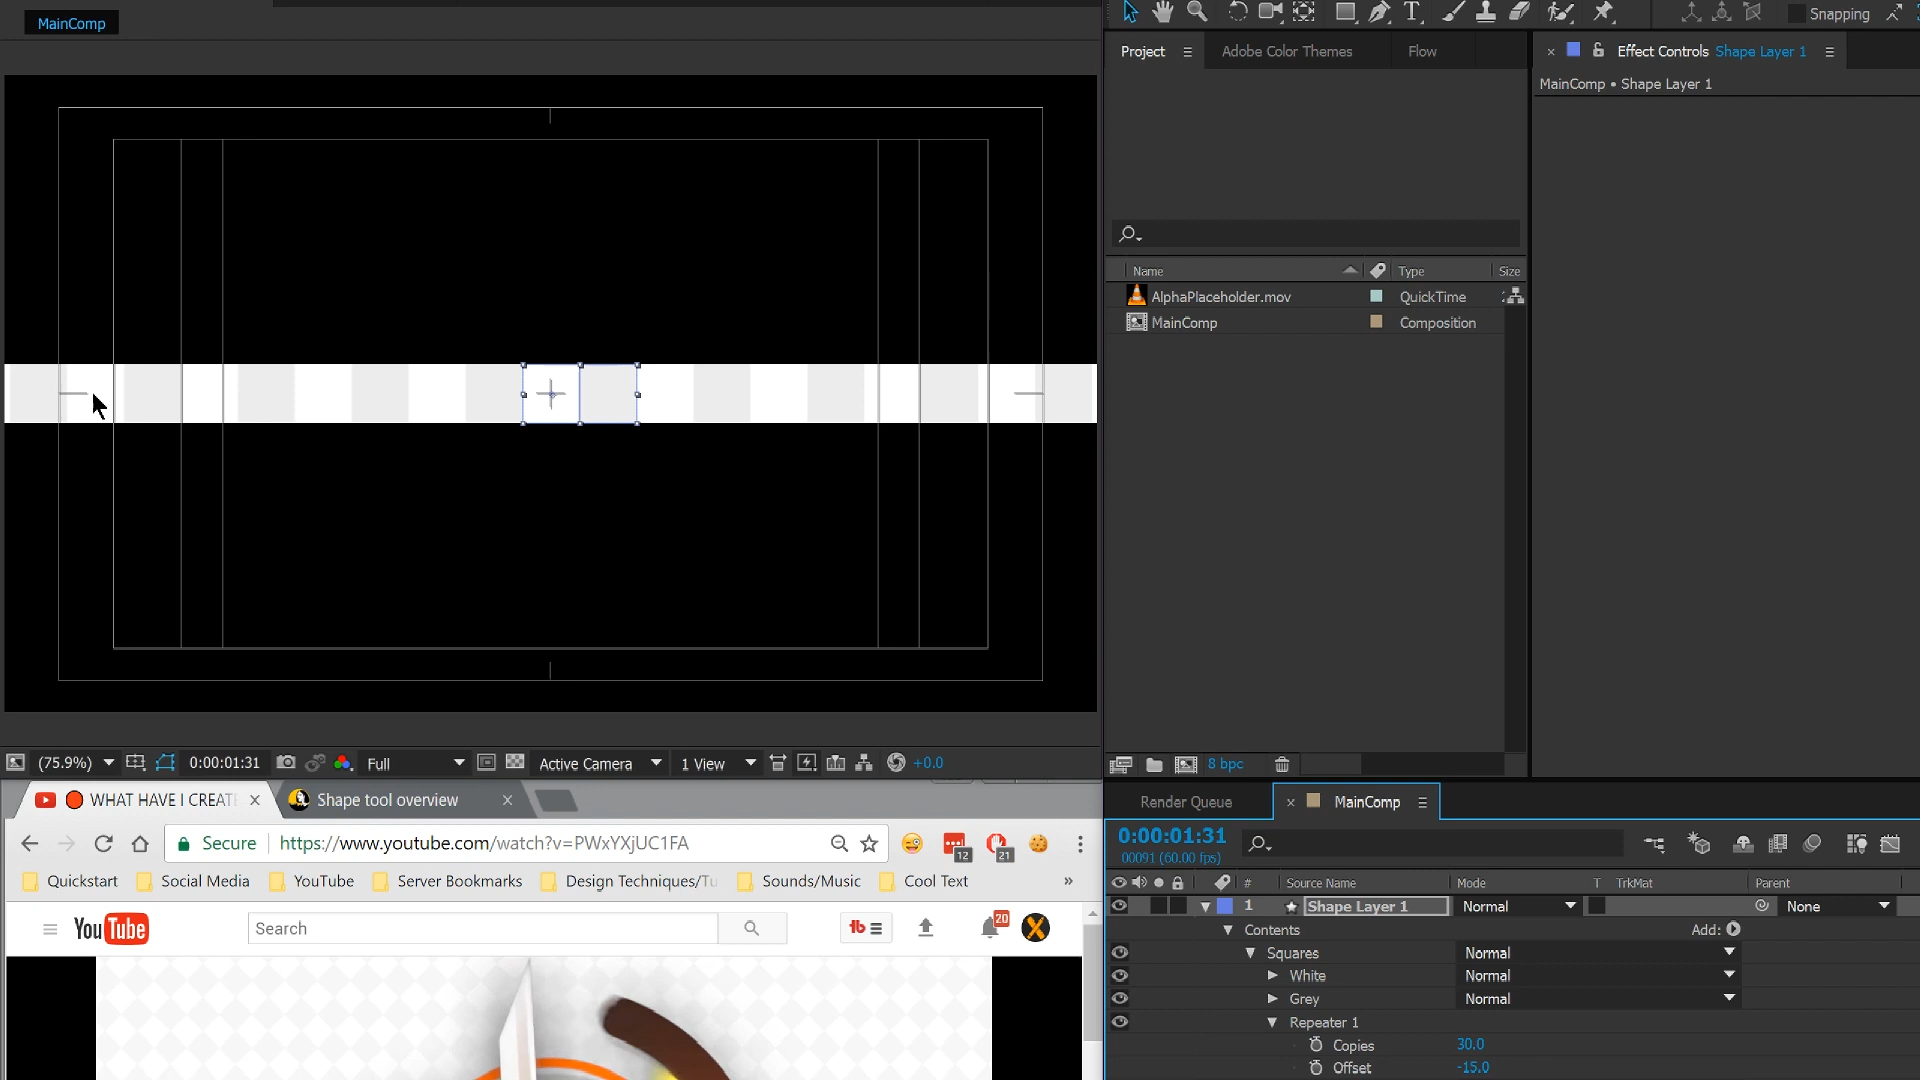 MainComp
Snapping
Project
Adobe Color Themes
Flow
Effect Controls Shape Layer 1
MainComp • Shape Layer 1
Name
Type
Size
AlphaPlaceholder.mov
QuickTime
MainComp
Composition
(75.9%)
0:00:01:31
Full
Active Camera
1 View
+0.0
8 bpc
WHAT HAVE I CREAT
Shape tool overview
Secure
https://www.youtube.com/watch?v=PWxYXjUC1FA
12
21
Quickstart
Social Media
YouTube
Server Bookmarks
Design Techniques/Tu
Sounds/Music
Cool Text
»
YouTube
Search
tb
20
Render Queue
MainComp
0:00:01:31
00091 (60.00 fps)
#
Source Name
Mode
T
TrkMat
Parent
1
Shape Layer 1
Normal
None
Contents
Add:
Squares
Normal
White
Normal
Grey
Normal
Repeater 1
Copies
30.0
Offset
-15.0